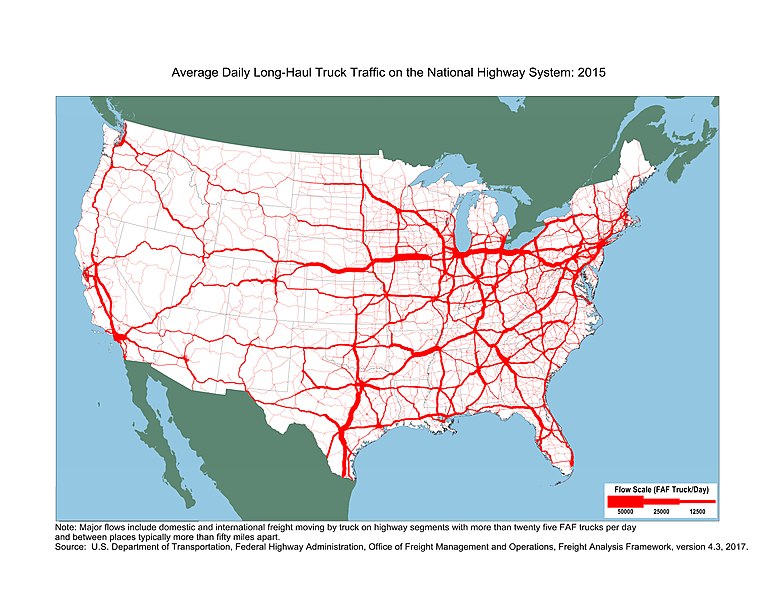 Average Daily Long-Haul Truck Traffic on the National Highway System: 2015
Flow Scale (FAF Truck/Day)
50000 25000 12500
Note: Major flows include domestic and international freight moving by truck on highway segments with more than twenty five FAF trucks per day
and between places typically more than fifty miles apart.
Source: U.S. Department of Transportation, Federal Highway Administration, Office of Freight Management and Operations, Freight Analysis Framework, version 4.3, 2017.